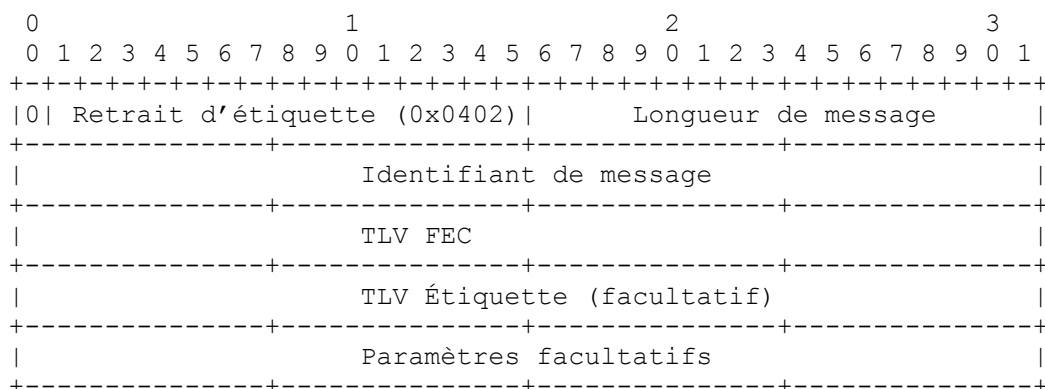 0                   1                   2                   3
 0 1 2 3 4 5 6 7 8 9 0 1 2 3 4 5 6 7 8 9 0 1 2 3 4 5 6 7 8 9 0 1
+-+-+-+-+-+-+-+-+-+-+-+-+-+-+-+-+-+-+-+-+-+-+-+-+-+-+-+-+-+-+-+-+
|0| Retrait d’étiquette (0x0402)|      Longueur de message      |
+---------------+---------------+---------------+---------------+
|                     Identifiant de message                    |
+---------------+---------------+---------------+---------------+
|                     TLV FEC                                   |
+---------------+---------------+---------------+---------------+
|                     TLV Étiquette (facultatif)                |
+---------------+---------------+---------------+---------------+
|                     Paramètres facultatifs                    |
+---------------+---------------+---------------+---------------+